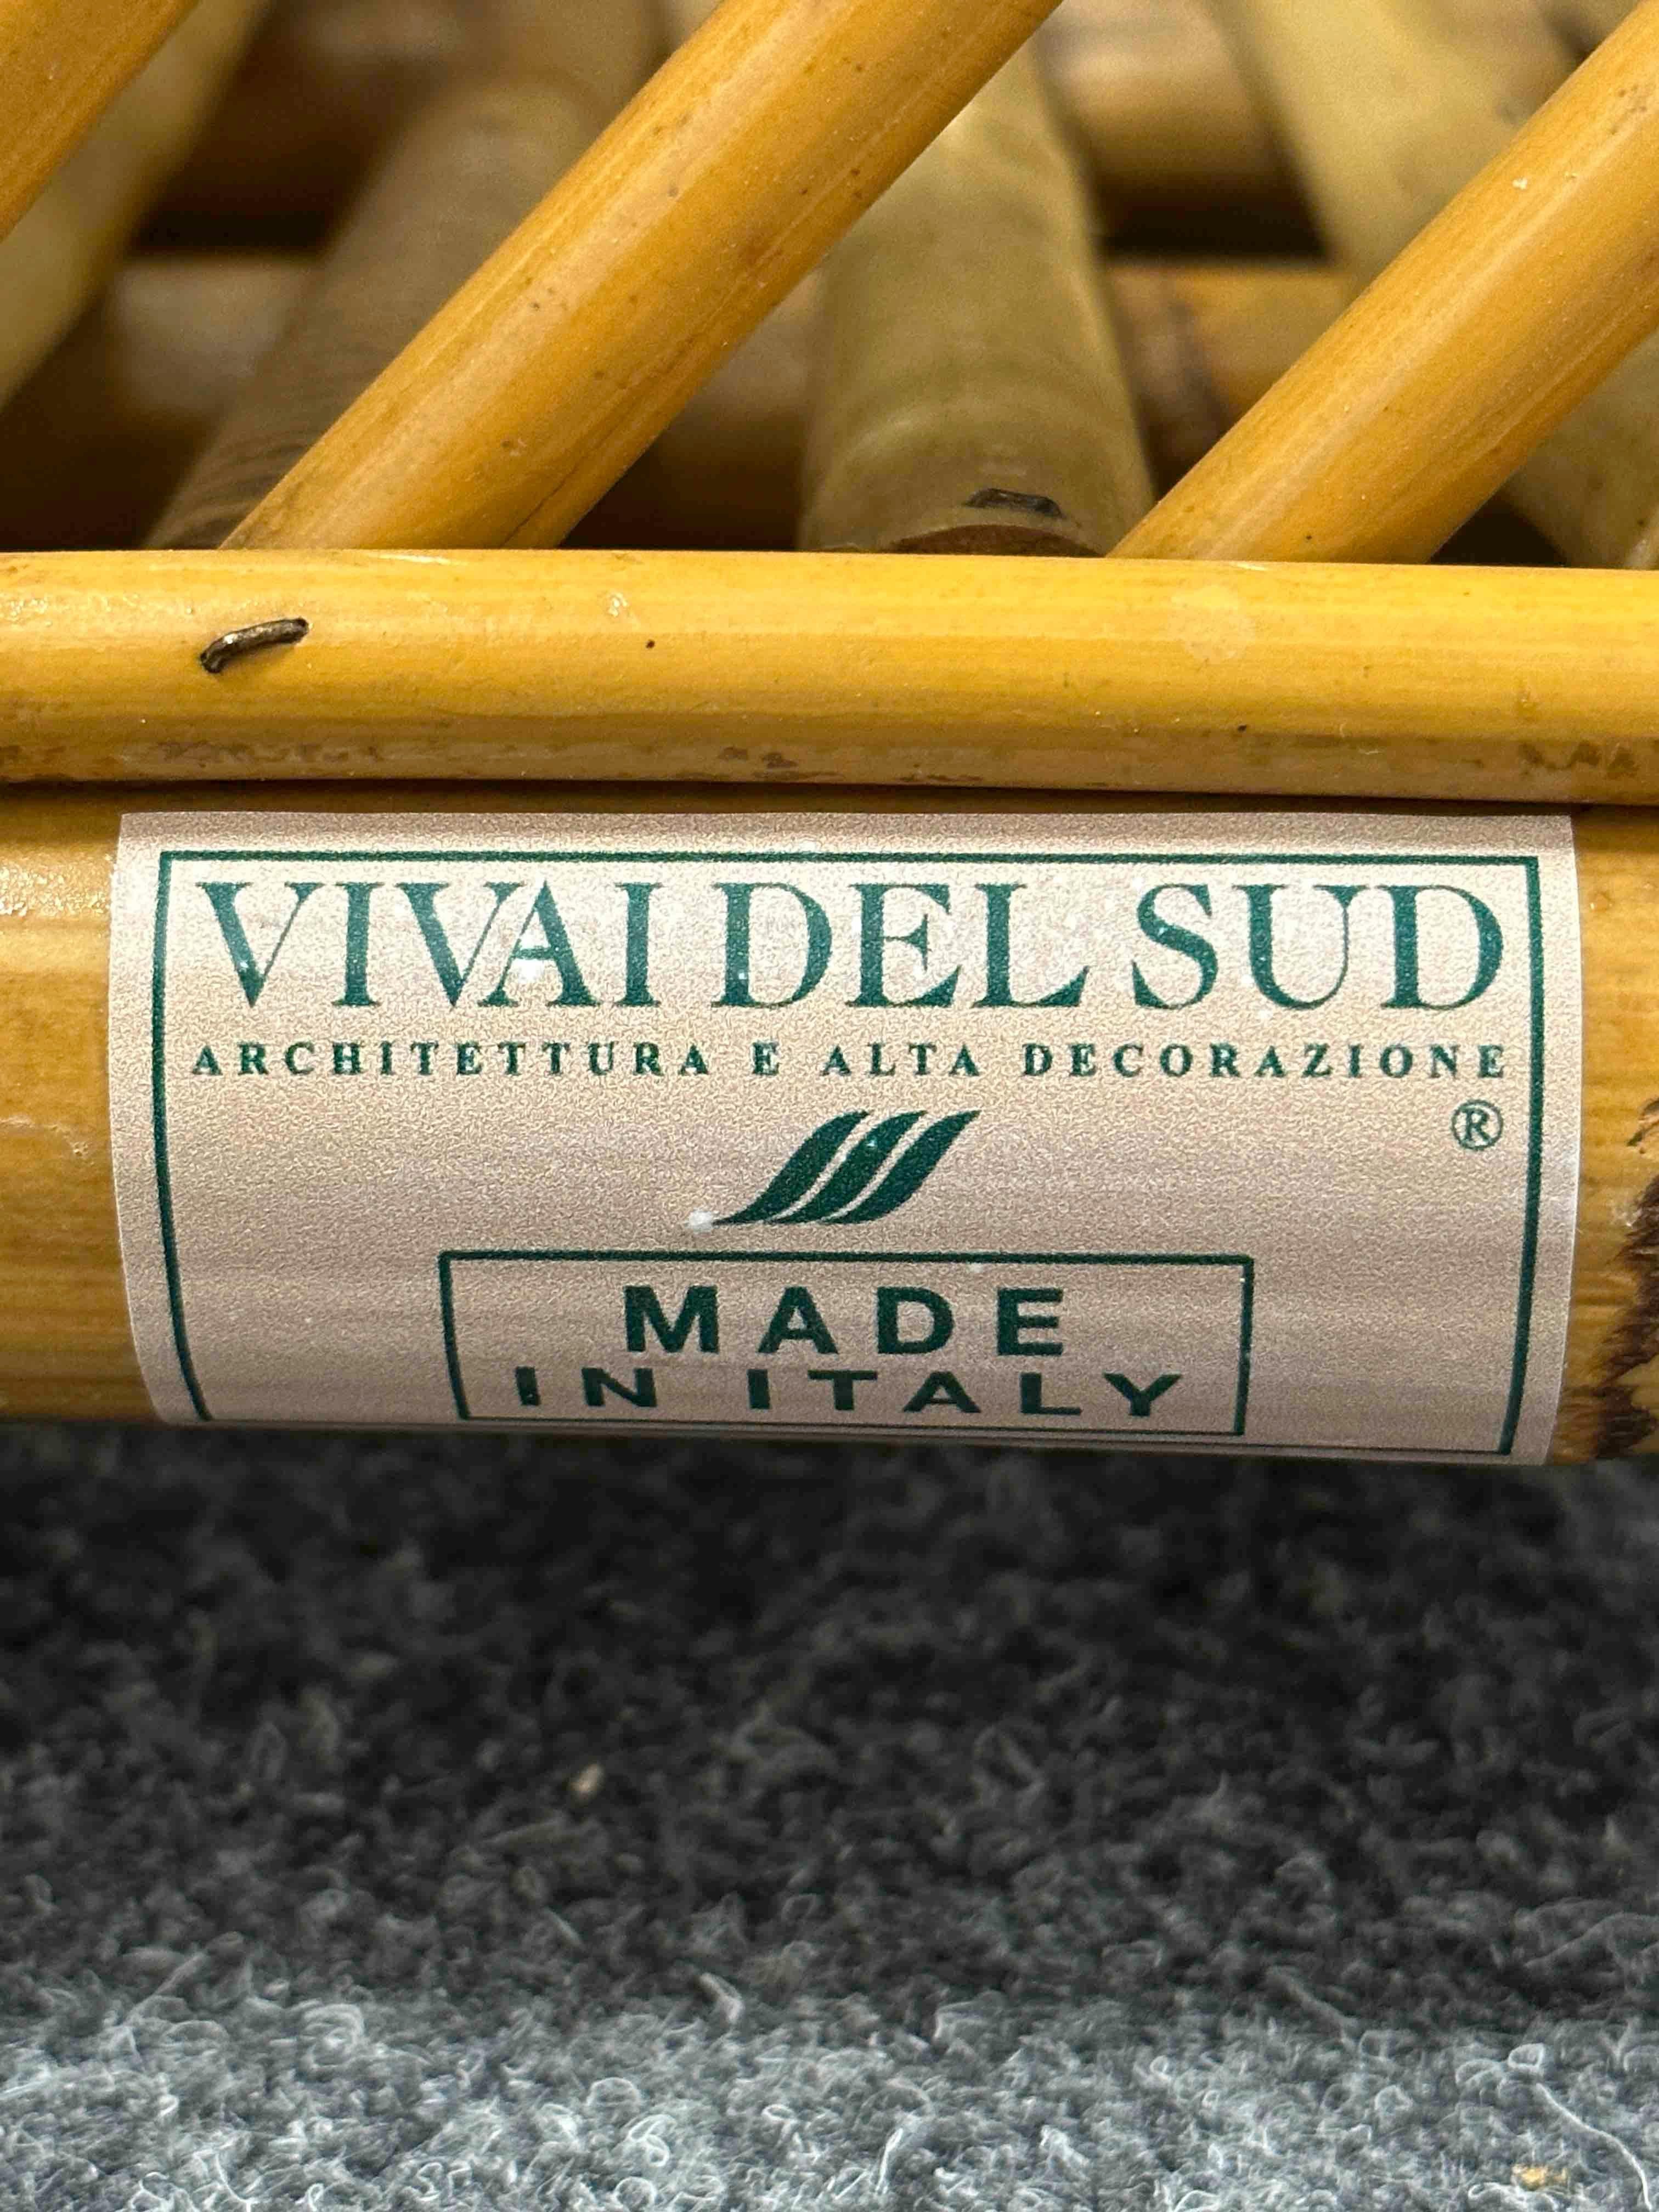 VIVAI DEL SUD
ARCHITETTURA E ALTA DECORAZIONE
®
MADE
IN ITALY